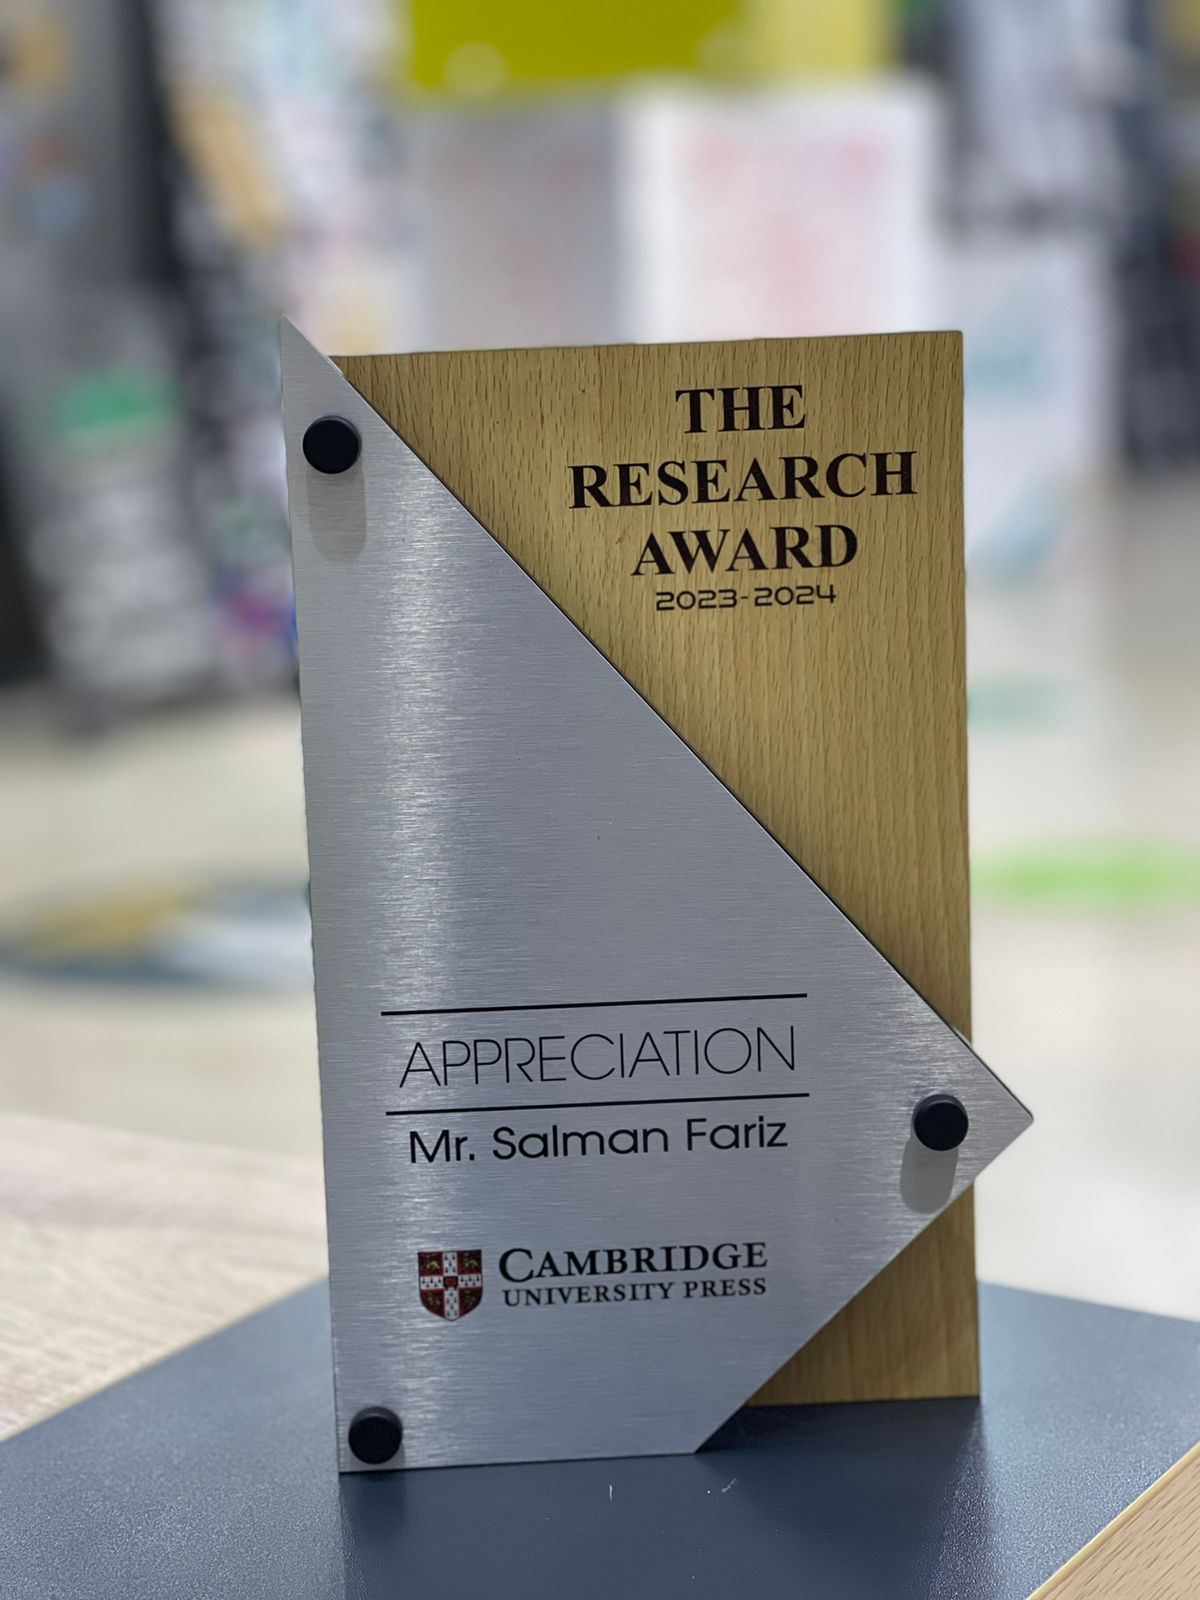 THE
RESEARCH
AWARD
2023-2024
APPRECIATION
Mr. Salman Fariz
CAMBRIDGE
UNIVERSITY PRESS